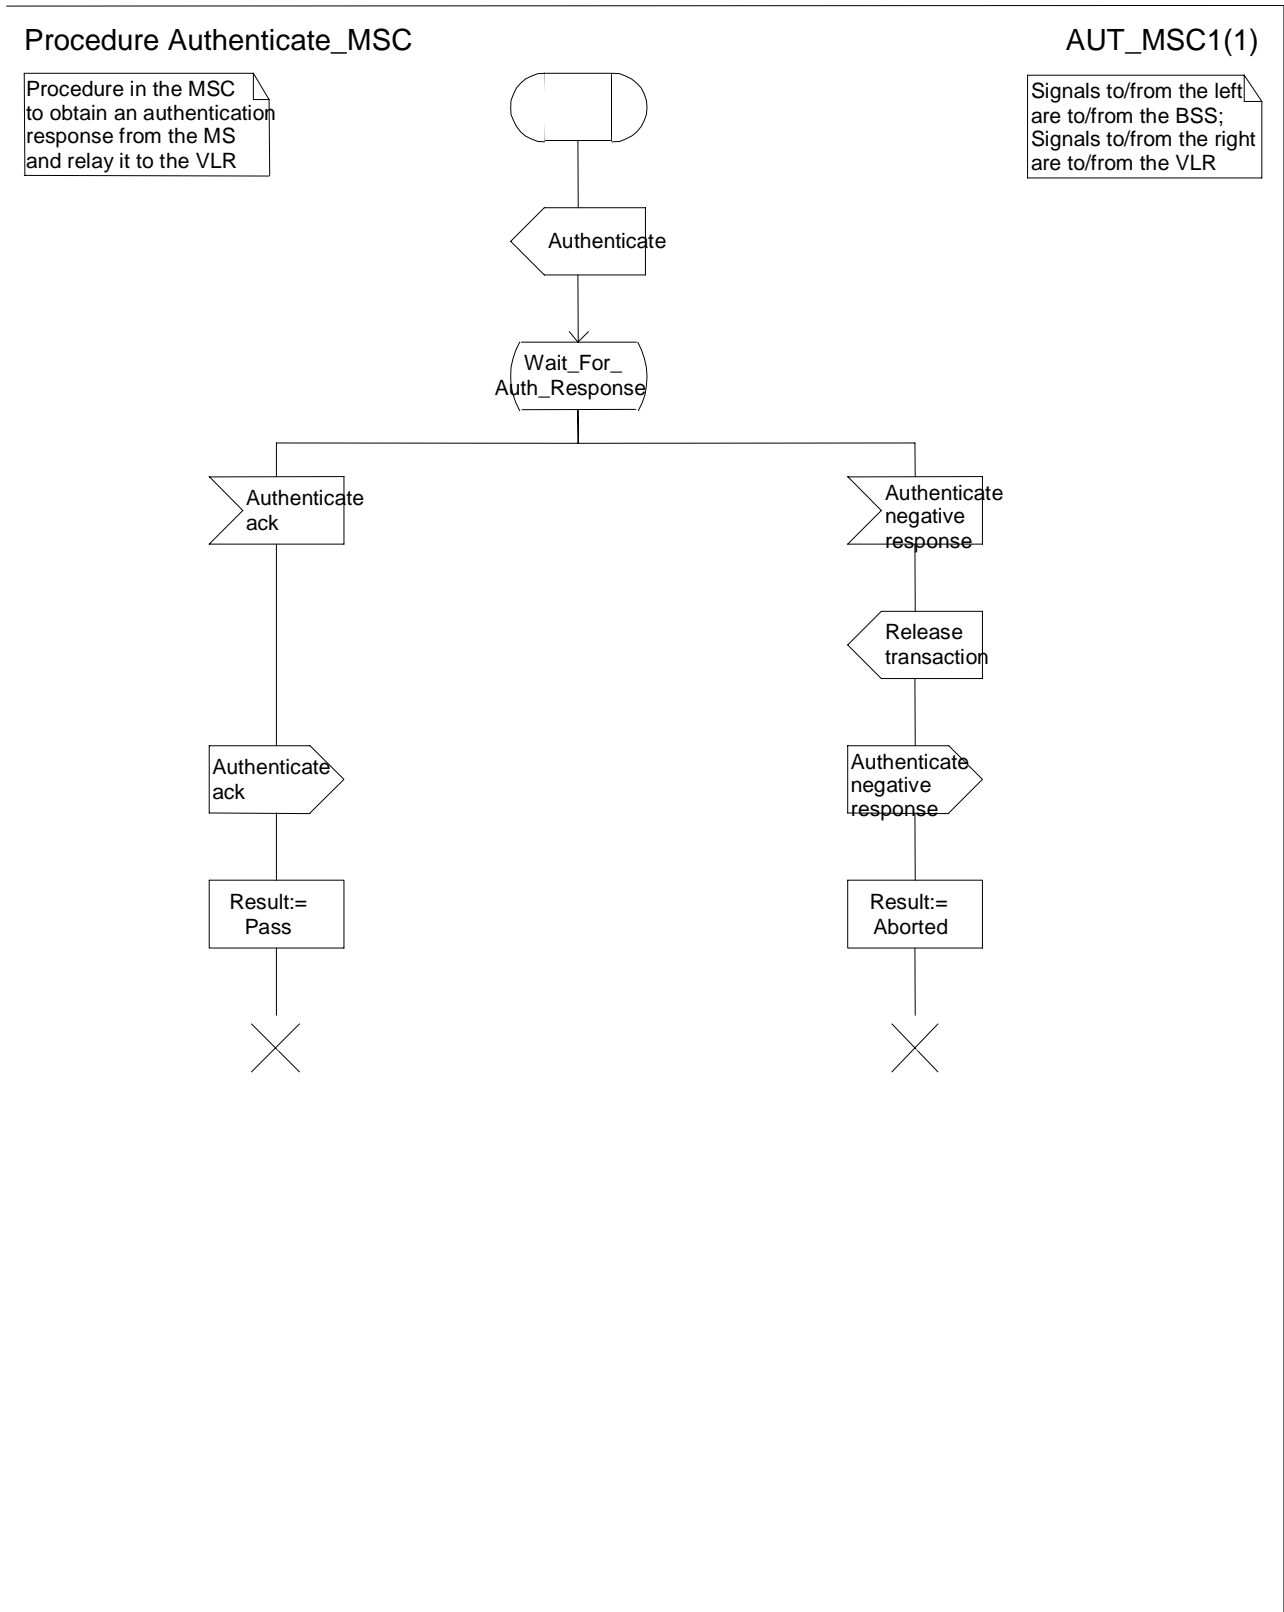 Procedure Authenticate_MSC
AUT_MSC1(1)
Procedure in the MSC
to obtain an authentication
response from the MS
and relay it to the VLR
Signals to/from the left
are to/from the BSS;
Signals to/from the right
are to/from the VLR
Authenticate
Wait_For_
Auth_Response
Authenticate
ack
Authenticate
negative
response
Release
transaction
Authenticate
ack
Authenticate
negative
response
Result:=
Pass
Result:=
Aborted